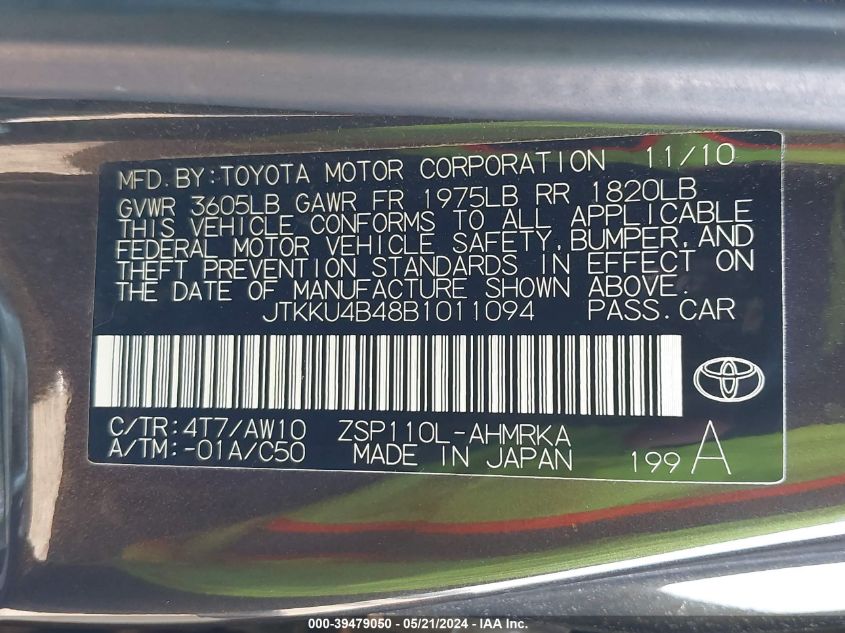 MFD. BY: TOYOTA MOTOR CORPORATION 11/10
GVWR 3605LB GAWR FR 1975LB RR 1820LB
THIS VEHICLE CONFORMS TO ALL APPLICABLE
FEDERAL MOTOR VEHICLE SAFETY, BUMPER, AND
THEFT PREVENTION STANDARDS IN EFFECT ON
THE DATE OF MANUFACTURE SHOWN ABOVE.
JTKKU4B48B1011094 PASS. CAR
C/TR: 4T7/AW10 ZSP110L-AHMRKA
A/TM: -01A/C50 MADE IN JAPAN 199 A
000-39479050 / 05/21/2024 - IAA Inc.